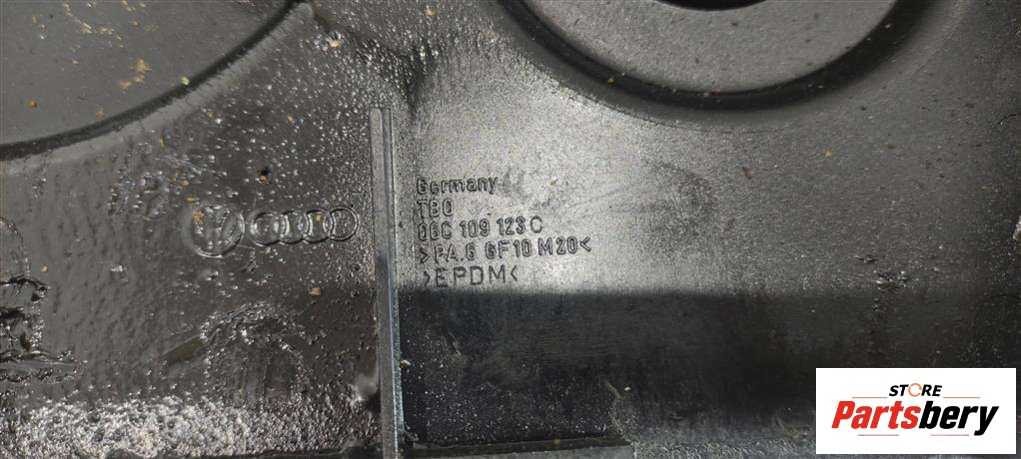 Germany
TBO
06C 109 123 C
>PA.6 GF10 M20<
>EPDM<
STORE
Partsbery